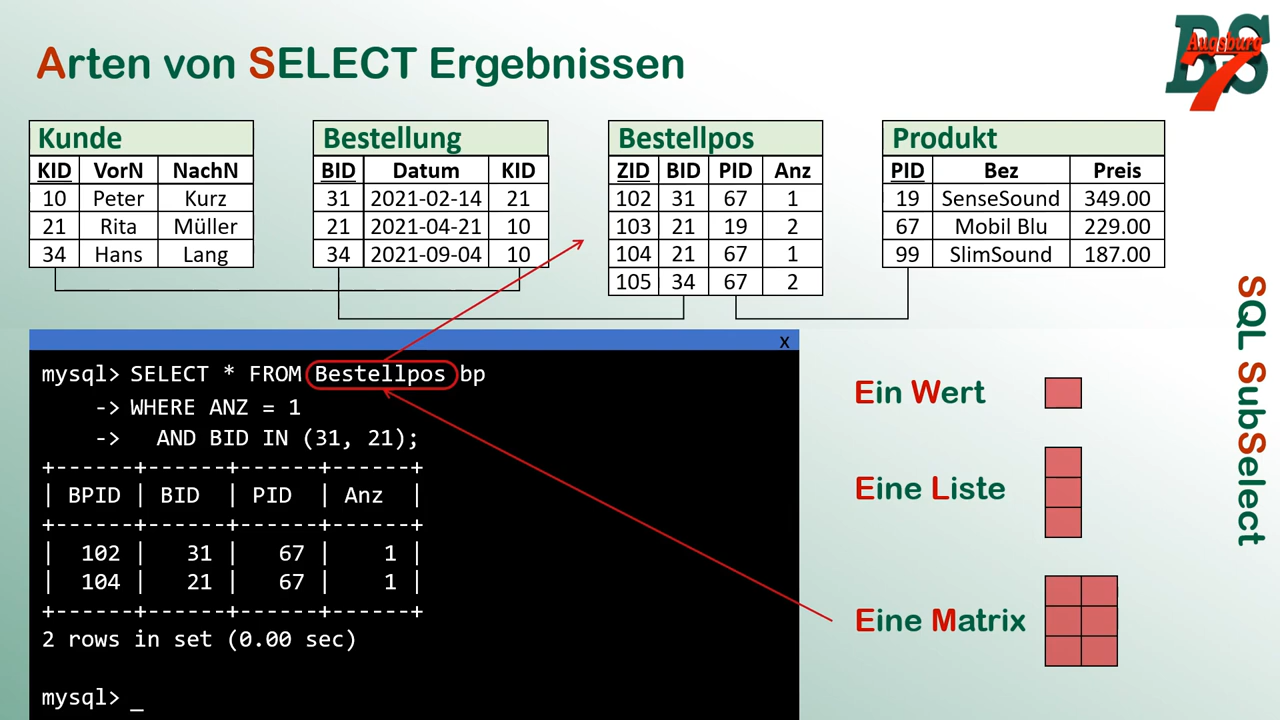 Arten von SELECT Ergebnissen
BS7 Augsburg
Kunde
KID VorN NachN
10 Peter Kurz
21 Rita Müller
34 Hans Lang
Bestellung
BID Datum KID
31 2021-02-14 21
21 2021-04-21 10
34 2021-09-04 10
Bestellpos
ZID BID PID Anz
102 31 67 1
103 21 19 2
104 21 67 1
105 34 67 2
Produkt
PID Bez Preis
19 SenseSound 349.00
67 Mobil Blu 229.00
99 SlimSound 187.00
X
mysql> SELECT * FROM Bestellpos bp
-> WHERE ANZ = 1
-> AND BID IN (31, 21);
+------+------+------+------+
| BPID | BID | PID | Anz |
+------+------+------+------+
| 102 | 31 | 67 | 1 |
| 104 | 21 | 67 | 1 |
+------+------+------+------+
2 rows in set (0.00 sec)
mysql> _
Ein Wert
Eine Liste
Eine Matrix
SQL SubSelect